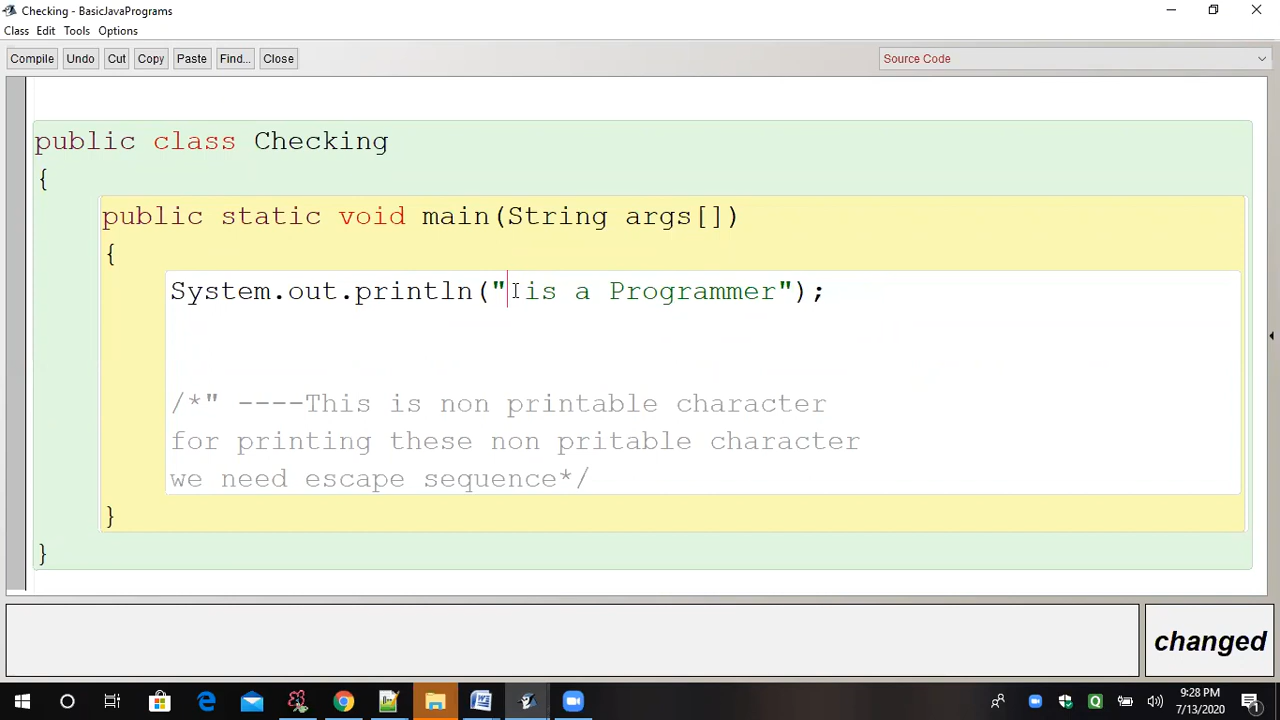 Checking - BasicJavaPrograms
Class Edit Tools Options
Compile Undo Cut Copy Paste Find... Close Source Code
public class Checking
{
public static void main(String args[])
{
System.out.println(" is a Programmer");
/*" ----This is non printable character
for printing these non pritable character
we need escape sequence*/
}
}
changed
9:28 PM
7/13/2020